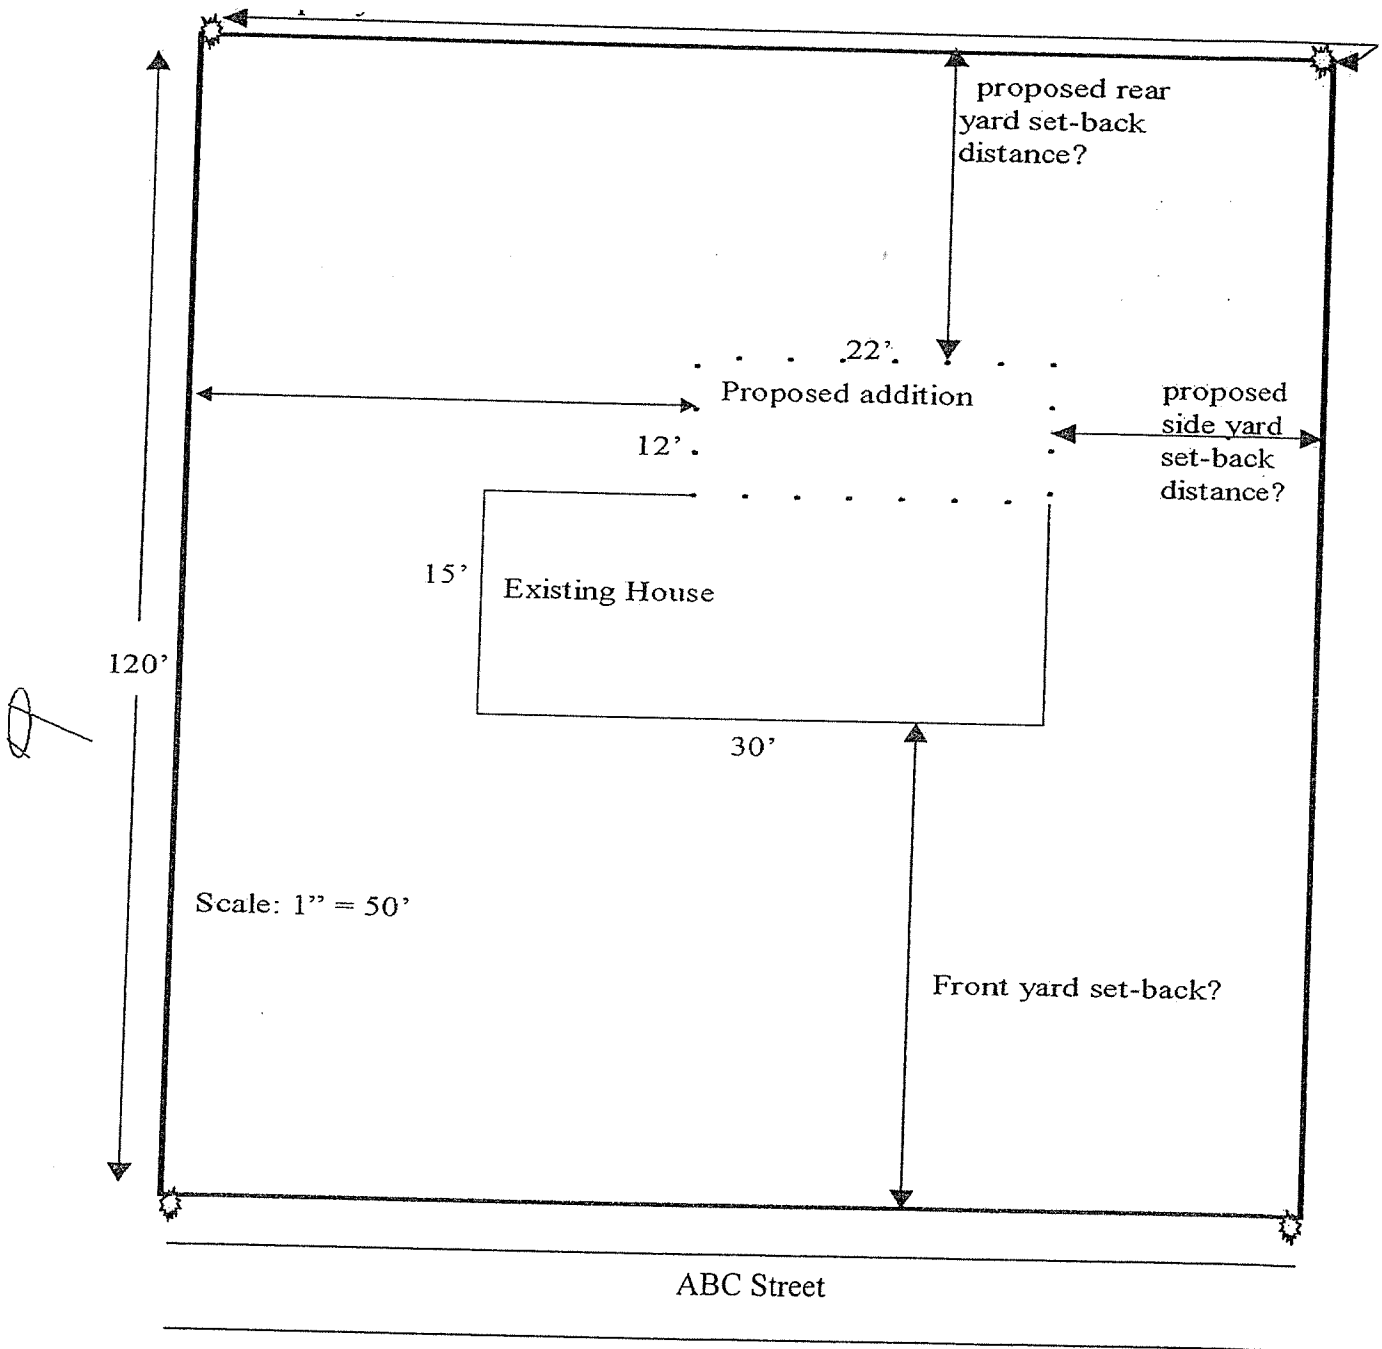 proposed rear
yard set-back
distance?
22’
Proposed addition
proposed
side yard
set-back
distance?
12’
15’
Existing House
120’
30’
Scale: 1” = 50’
Front yard set-back?
ABC Street